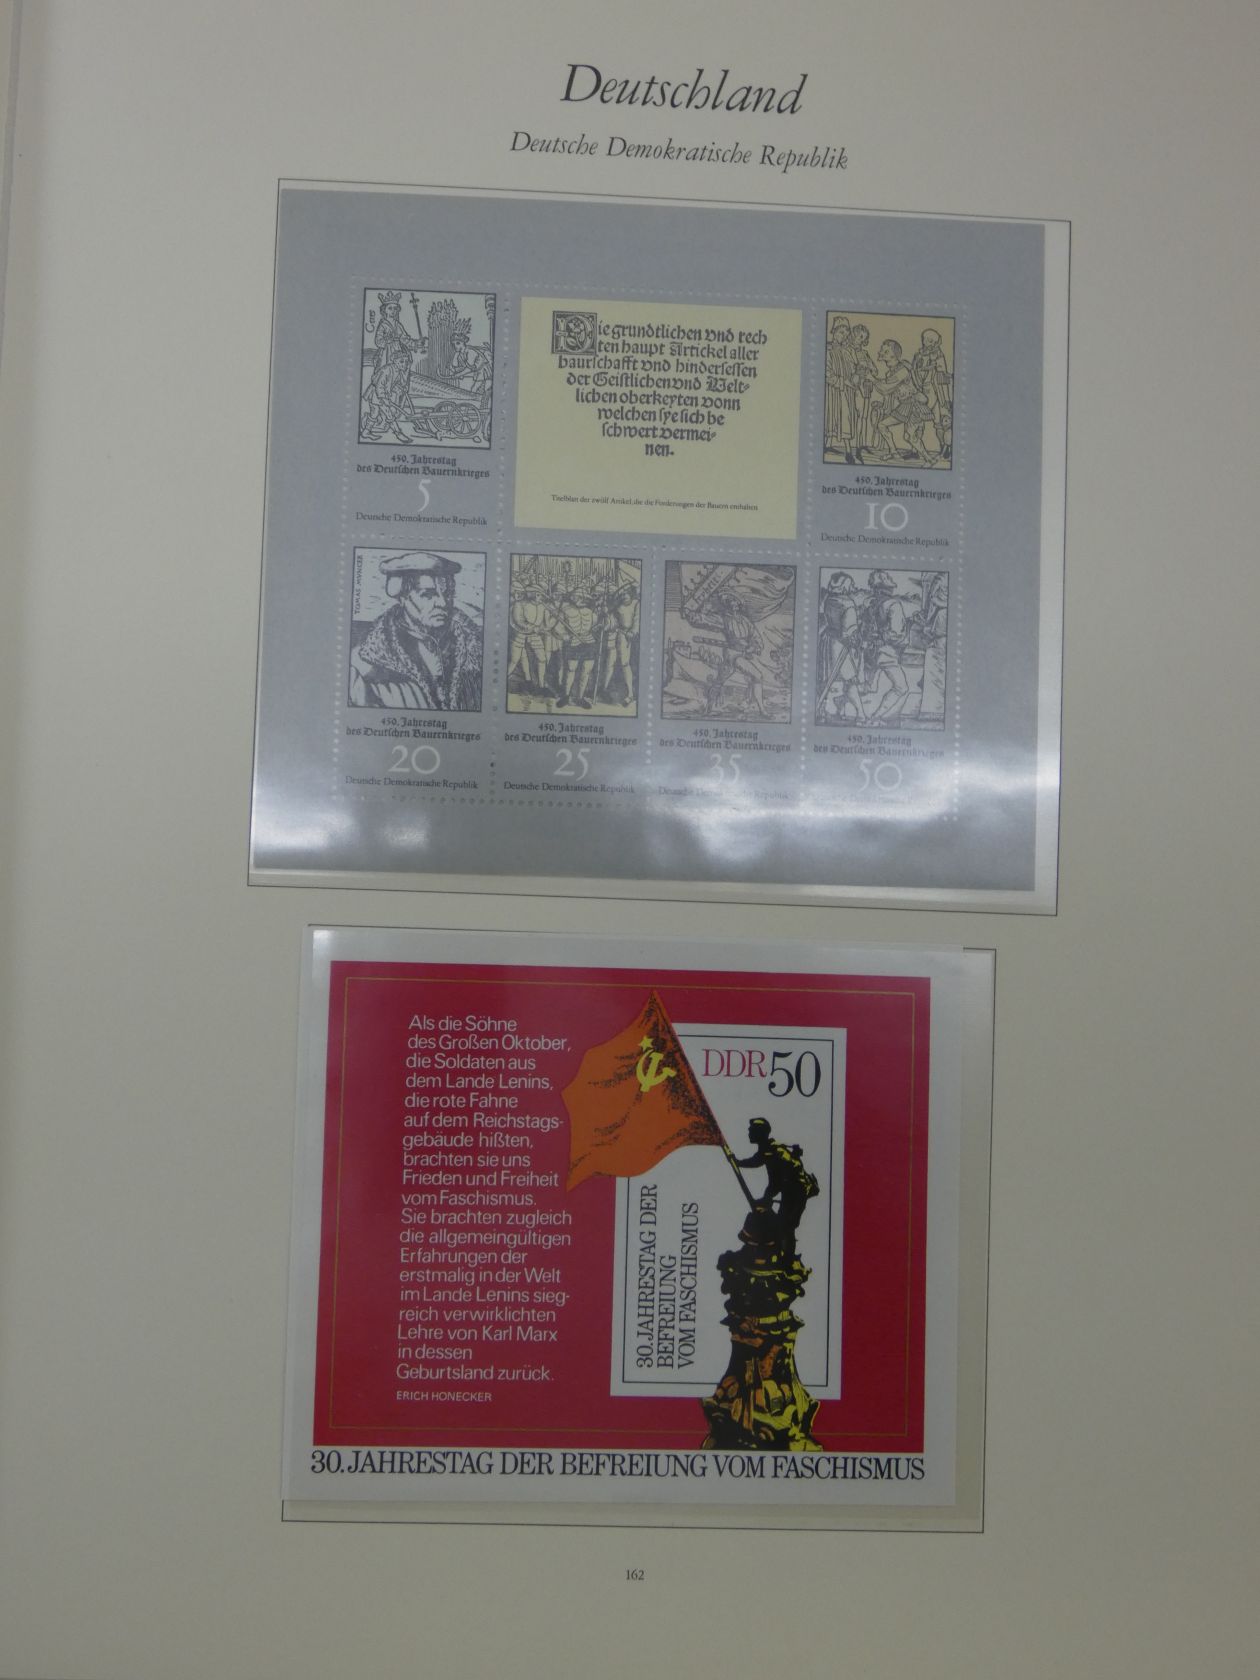 Deutschland
Deutsche Demokratische Republik
Ceres
450. Jahrestag
des Deutschen Bauernkrieges
5
Deutsche Demokratische Republik
Die grundtlichen vnd rech
ten haupt Artickel aller
baurschafft vnd hindersessen
der Geistlichen vnd Welt-
lichen oberkeyten vonn
welchen sye sich be
schwert vermei-
nen.
Titelblatt der zwölf Artikel, die die Forderungen der Bauern enthalten
450. Jahrestag
des Deutschen Bauernkrieges
10
Deutsche Demokratische Republik
TOMAS MVNCER
450. Jahrestag
des Deutschen Bauernkrieges
20
Deutsche Demokratische Republik
450. Jahrestag
des Deutschen Bauernkrieges
25
Deutsche Demokratische Republik
450. Jahrestag
des Deutschen Bauernkrieges
35
Deutsche Demokratische Republik
450. Jahrestag
des Deutschen Bauernkrieges
50
Als die Söhne
des Großen Oktober,
die Soldaten aus
dem Lande Lenins,
die rote Fahne
auf dem Reichstags-
gebäude hißten,
brachten sie uns
Frieden und Freiheit
vom Faschismus.
Sie brachten zugleich
die allgemeingültigen
Erfahrungen der
erstmalig in der Welt
im Lande Lenins sieg-
reich verwirklichten
Lehre von Karl Marx
in dessen
Geburtsland zurück.
ERICH HONECKER
DDR 50
30. JAHRESTAG DER
BEFREIUNG
VOM FASCHISMUS
30. JAHRESTAG DER BEFREIUNG VOM FASCHISMUS
162